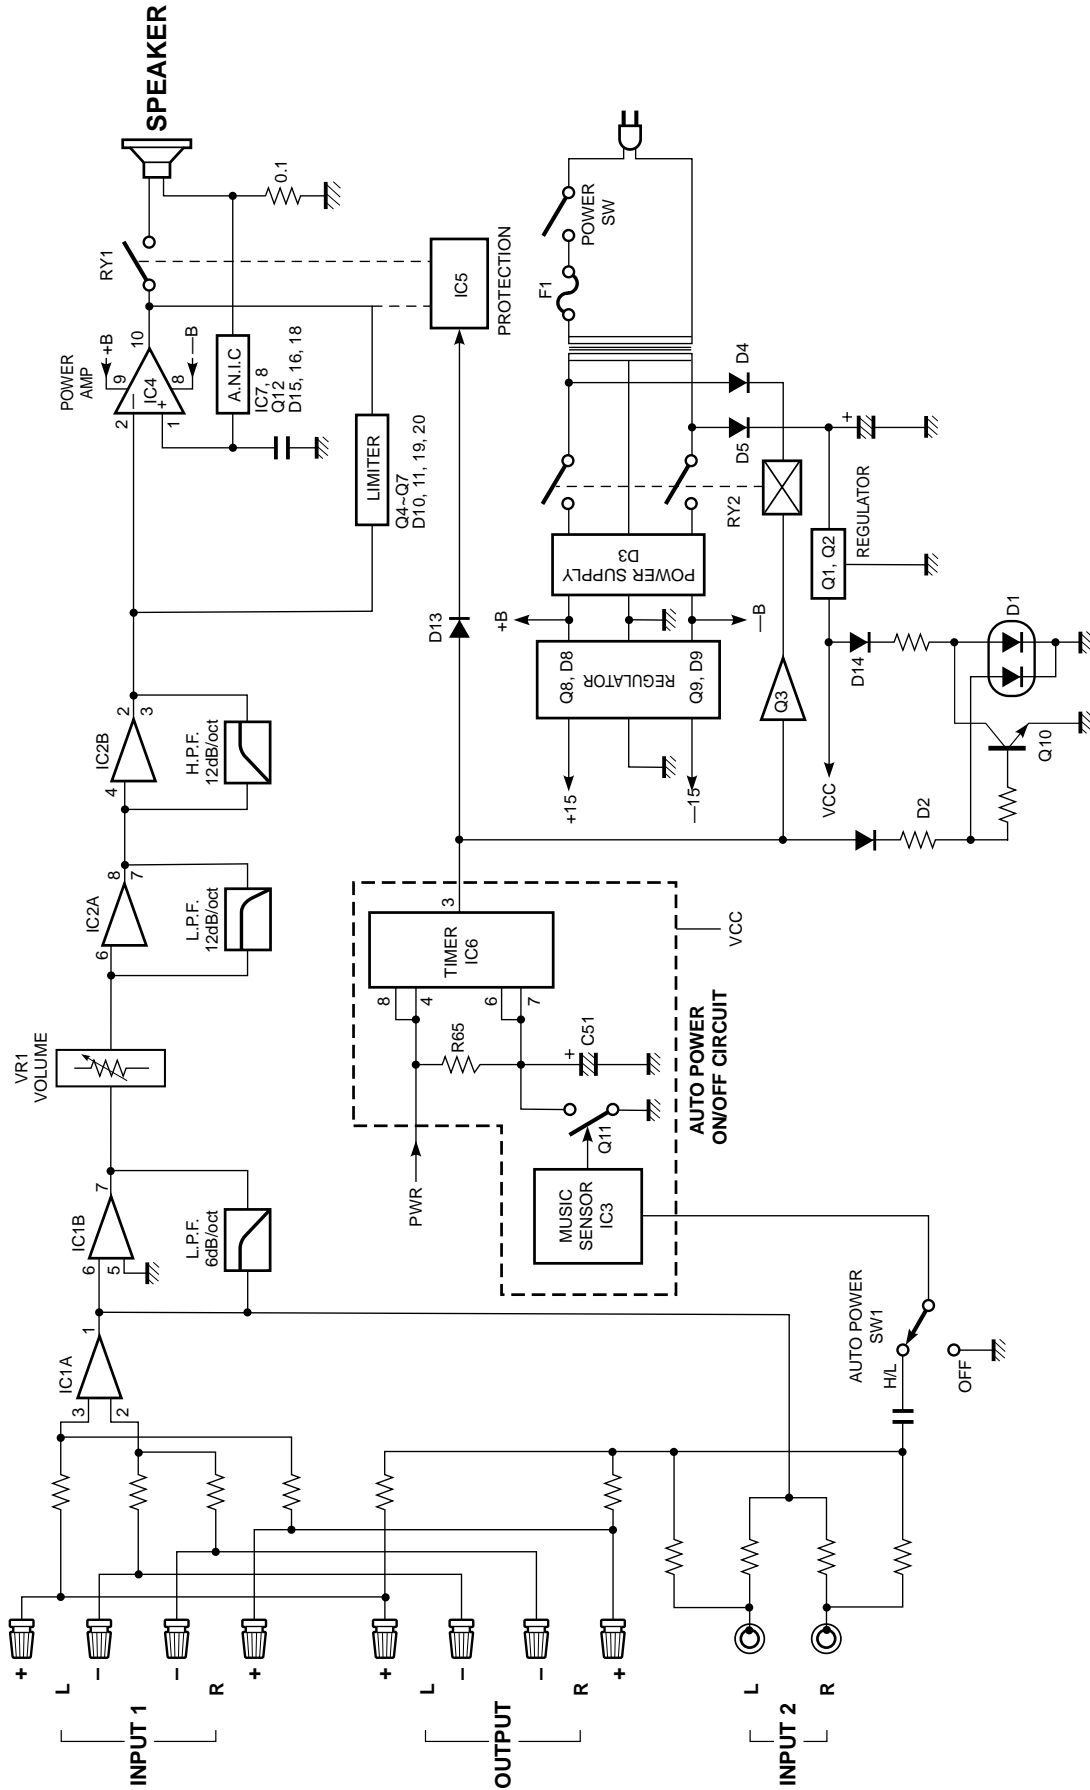 INPUT 1
+
L
–
–
R
+
OUTPUT
+
L
–
–
R
+
INPUT 2
L
R
3
2
IC1A
1
6
5
IC1B
7
L.P.F.
6dB/oct
VR1
VOLUME
6
IC2A
8
7
L.P.F.
12dB/oct
4
IC2B
2
3
H.P.F.
12dB/oct
2
1
POWER
AMP
+B
9
IC4
–
+
10
8
—B
RY1
SPEAKER
0.1
A.N.I.C
IC7, 8
Q12
D15, 16, 18
LIMITER
Q4~Q7
D10, 11, 19, 20
IC5
PROTECTION
D13
AUTO POWER
SW1
H/L
OFF
MUSIC
SENSOR
IC3
Q11
PWR
R65
+
C51
8
4
6
7
TIMER
IC6
3
AUTO POWER
ON/OFF CIRCUIT
VCC
+15
—15
Q8, D8
REGULATOR
Q9, D9
+B
—B
POWER SUPPLY
D3
RY2
F1
POWER
SW
D4
D5
+
Q3
Q1, Q2
REGULATOR
VCC
D14
D1
D2
Q10